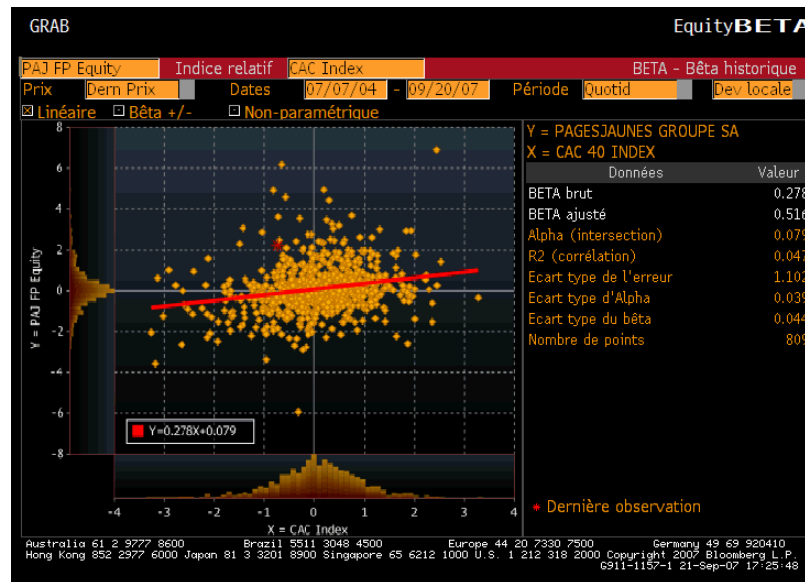 GRAB EquityBETA
PAJ FP Equity Indice relatif CAC Index BETA - Bêta historique
Prix Dern Prix Dates 07/07/04 - 09/20/07 Période Quotid Dev locale
Linéaire Bêta +/- Non-paramétrique
Y = PAGESJAUNES GROUPE SA
X = CAC 40 INDEX
Données Valeur
BETA brut 0.278
BETA ajusté 0.516
Alpha (intersection) 0.079
R2 (corrélation) 0.047
Ecart type de l'erreur 1.102
Ecart type d'Alpha 0.039
Ecart type du bêta 0.044
Nombre de points 809
Dernière observation
8
6
4
2
0
-2
-4
-6
-8
Y = PAJ FP Equity
Y=0.278X+0.079
-4 -3 -2 -1 0 1 2 3 4
X = CAC Index
Australia 61 2 9777 8600 Brazil 5511 3048 4500 Europe 44 20 7330 7500 Germany 49 69 920410
Hong Kong 852 2977 6000 Japan 81 3 3201 8900 Singapore 65 6212 1000 U.S. 1 212 318 2000 Copyright 2007 Bloomberg L.P.
G911-1157-1 21-Sep-07 17:25:48